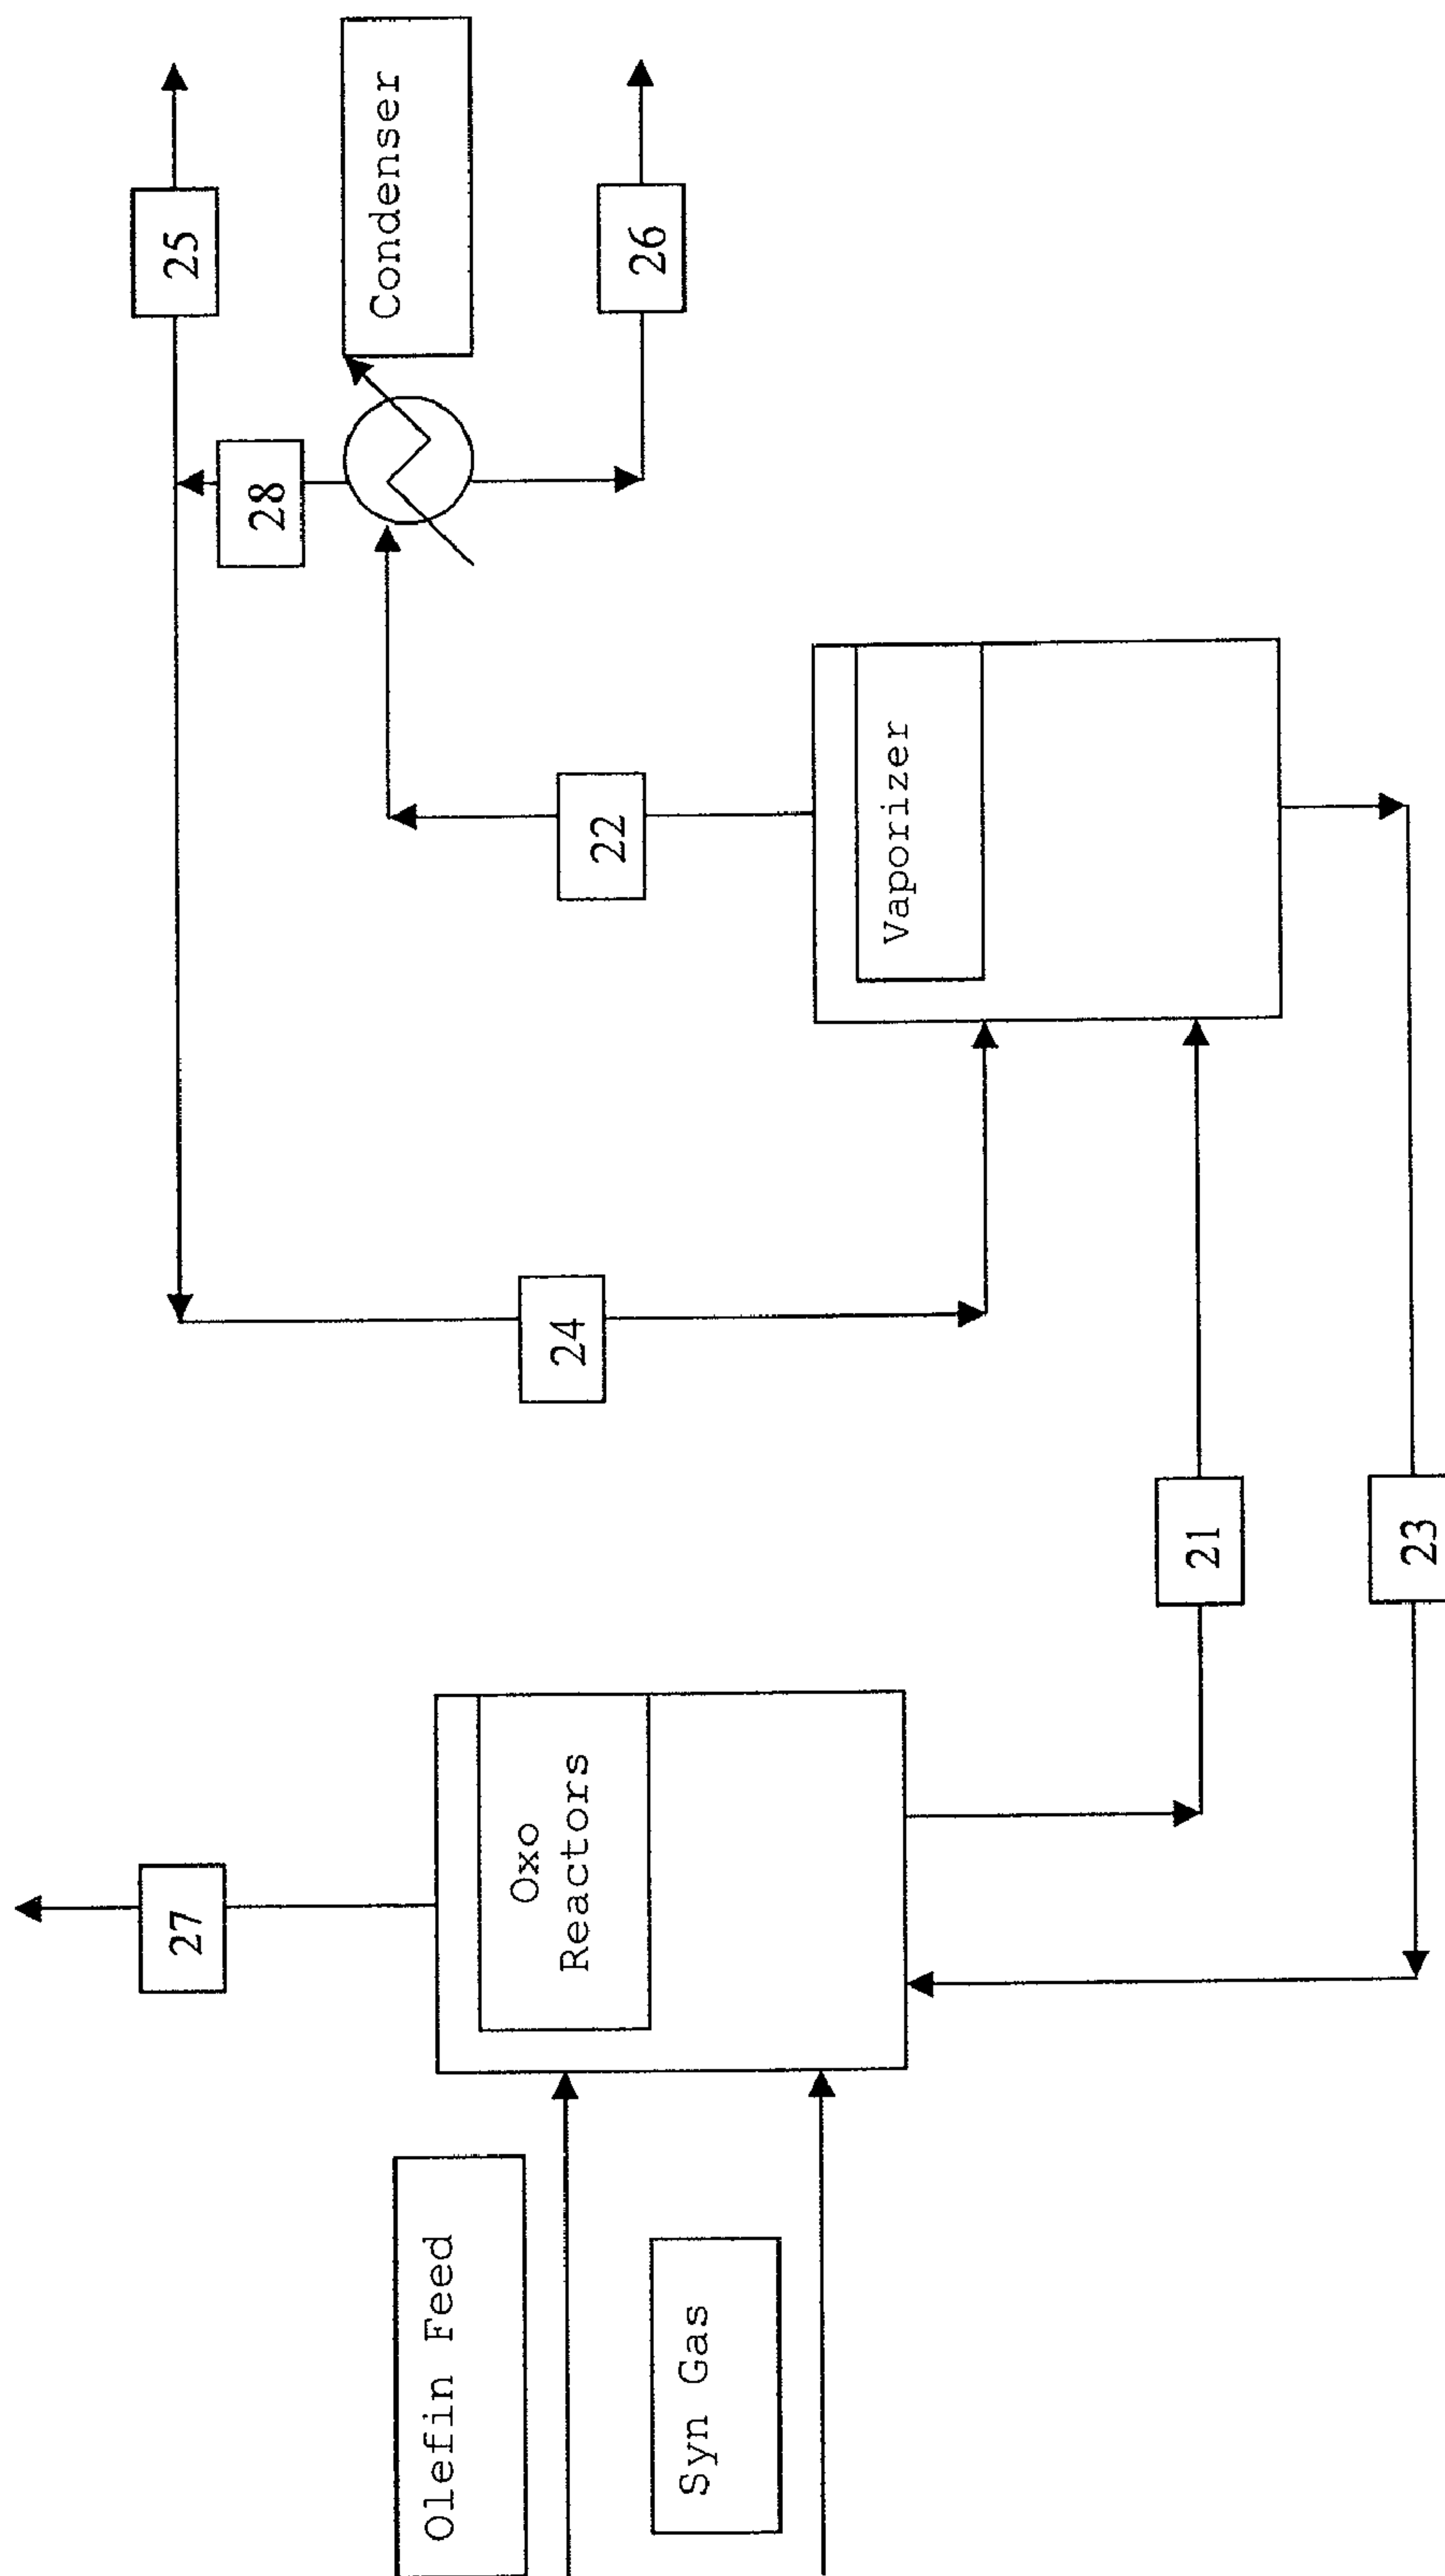 Olefin Feed
Syn Gas
27
Oxo
Reactors
21
23
24
Vaporizer
22
28
25
Condenser
26